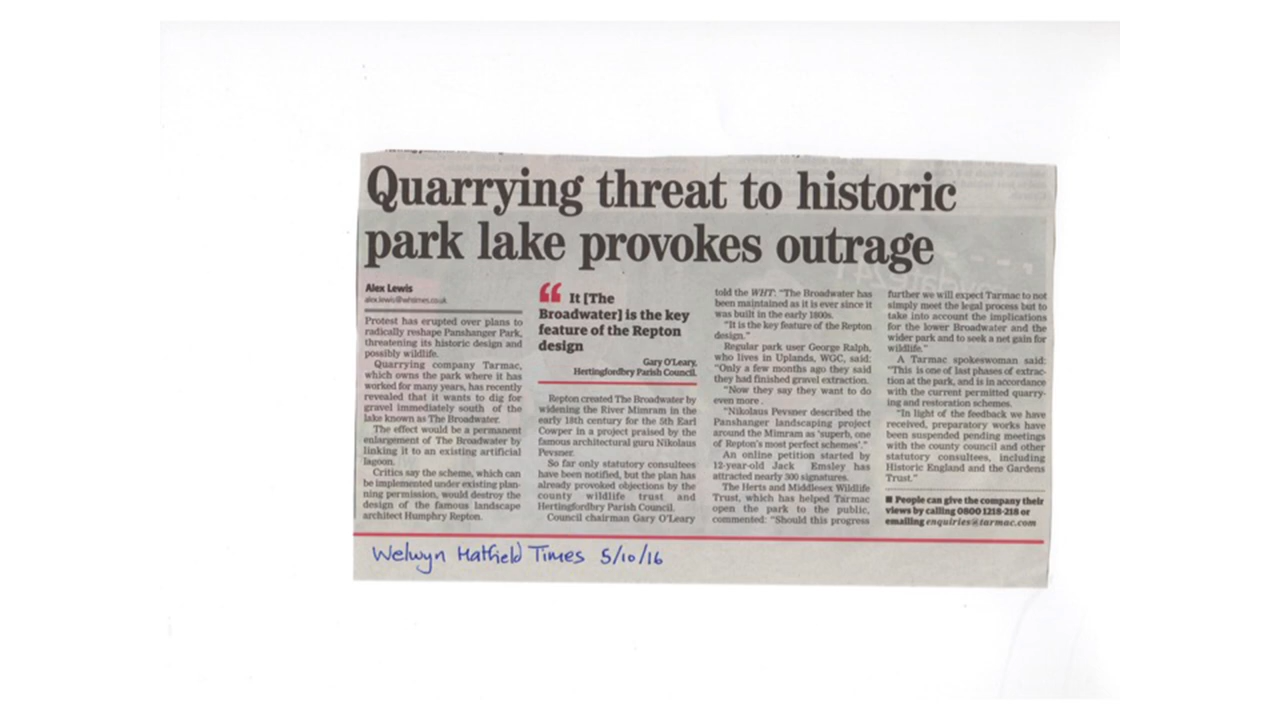 Quarrying threat to historic
park lake provokes outrage
Alex Lewis
alex.lewis@whtimes.co.uk
Protest has erupted over plans to
radically reshape Panshanger Park,
threatening its historic design and
possibly wildlife.
Quarrying company Tarmac,
which owns the park where it has
worked for many years, has recently
revealed that it wants to dig for
gravel immediately south of the
lake known as The Broadwater.
The effect would be a permanent
enlargement of The Broadwater by
linking it to an existing artificial
lagoon.
Critics say the scheme, which can
be implemented under existing plan-
ning permission, would destroy the
design of the famous landscape
architect Humphry Repton.
“ It [The
Broadwater] is the key
feature of the Repton
design
Gary O'Leary,
Hertingfordbry Parish Council
Repton created The Broadwater by
widening the River Mimram in the
early 18th century for the 5th Earl
Cowper in a project praised by the
famous architectural guru Nikolaus
Pevsner.
So far only statutory consultees
have been notified, but the plan has
already provoked objections by the
county wildlife trust and
Hertingfordbry Parish Council.
Council chairman Gary O'Leary
told the WHT: "The Broadwater has
been maintained as it is ever since it
was built in the early 1800s.
"It is the key feature of the Repton
design."
Regular park user George Ralph,
who lives in Uplands, WGC, said:
"Only a few months ago they said
they had finished gravel extraction.
"Now they say they want to do
even more.
"Nikolaus Pevsner described the
Panshanger landscaping project
around the Mimram as 'superb, one
of Repton's most perfect schemes'."
An online petition started by
12-year-old Jack Emsley has
attracted nearly 300 signatures.
The Herts and Middlesex Wildlife
Trust, which has helped Tarmac
open the park to the public,
commented: "Should this progress
further we will expect Tarmac to not
simply meet the legal process but to
take into account the implications
for the lower Broadwater and the
wider park and to seek a net gain for
wildlife."
A Tarmac spokeswoman said:
"This is one of last phases of extrac-
tion at the park, and is in accordance
with the current permitted quarry-
ing and restoration schemes.
"In light of the feedback we have
received, preparatory works have
been suspended pending meetings
with the county council and other
statutory consultees, including
Historic England and the Gardens
Trust."
■ People can give the company their
views by calling 0800 1218-218 or
emailing enquiries@tarmac.com
Welwyn Hatfield Times 5/10/16